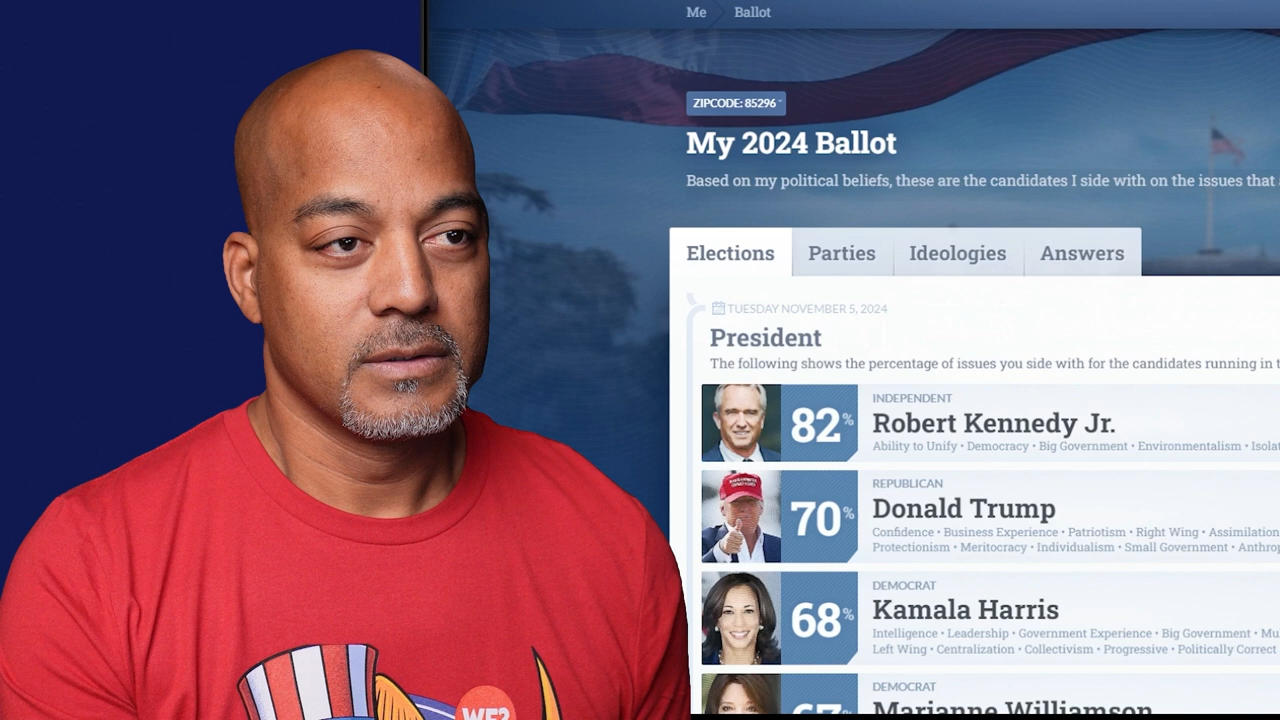 Me Ballot
ZIPCODE: 85296
My 2024 Ballot
Based on my political beliefs, these are the candidates I side with on the issues that
Elections Parties Ideologies Answers
TUESDAY NOVEMBER 5, 2024
President
The following shows the percentage of issues you side with for the candidates running in
INDEPENDENT
82%
Robert Kennedy Jr.
Ability to Unify • Democracy • Big Government • Environmentalism •
REPUBLICAN
70%
Donald Trump
Confidence • Business Experience • Patriotism • Right Wing • Assimilation
Protectionism • Meritocracy • Individualism • Small Government •
DEMOCRAT
68%
Kamala Harris
Intelligence • Leadership • Government Experience • Big Government •
Left Wing • Centralization • Collectivism • Progressive • Politically Correct
DEMOCRAT
Marianne Williamson
WE?